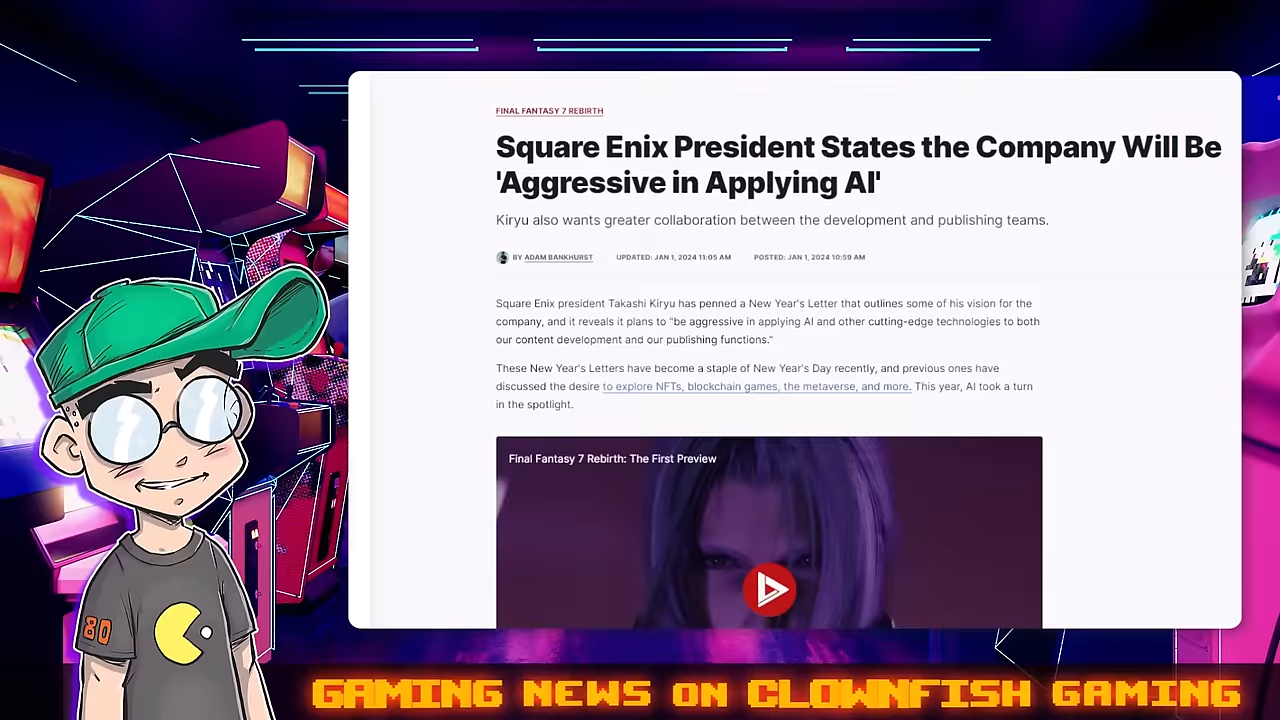 FINAL FANTASY 7 REBIRTH
Square Enix President States the Company Will Be
'Aggressive in Applying AI'
Kiryu also wants greater collaboration between the development and publishing teams.
BY ADAM BANKHURST UPDATED: JAN 1, 2024 11:05 AM POSTED: JAN 1, 2024 10:59 AM
Square Enix president Takashi Kiryu has penned a New Year's Letter that outlines some of his vision for the
company, and it reveals it plans to "be aggressive in applying AI and other cutting-edge technologies to both
our content development and our publishing functions."
These New Year's Letters have become a staple of New Year's Day recently, and previous ones have
discussed the desire to explore NFTs, blockchain games, the metaverse, and more. This year, AI took a turn
in the spotlight.
Final Fantasy 7 Rebirth: The First Preview
80
GAMING NEWS ON CLOWNFISH GAMING